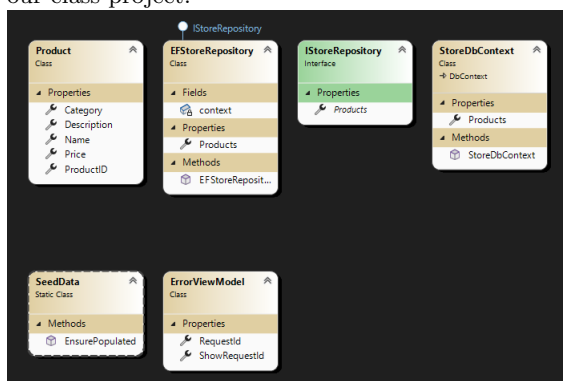 our class project.
IStoreRepository
Product
Class
Properties
Category
Description
Name
Price
ProductID
EFStoreRepository
Class
Fields
context
Properties
Products
Methods
EFStoreReposit...
IStoreRepository
Interface
Properties
Products
StoreDbContext
Class
DbContext
Properties
Products
Methods
StoreDbContext
SeedData
Static Class
Methods
EnsurePopulated
ErrorViewModel
Class
Properties
RequestId
ShowRequestId